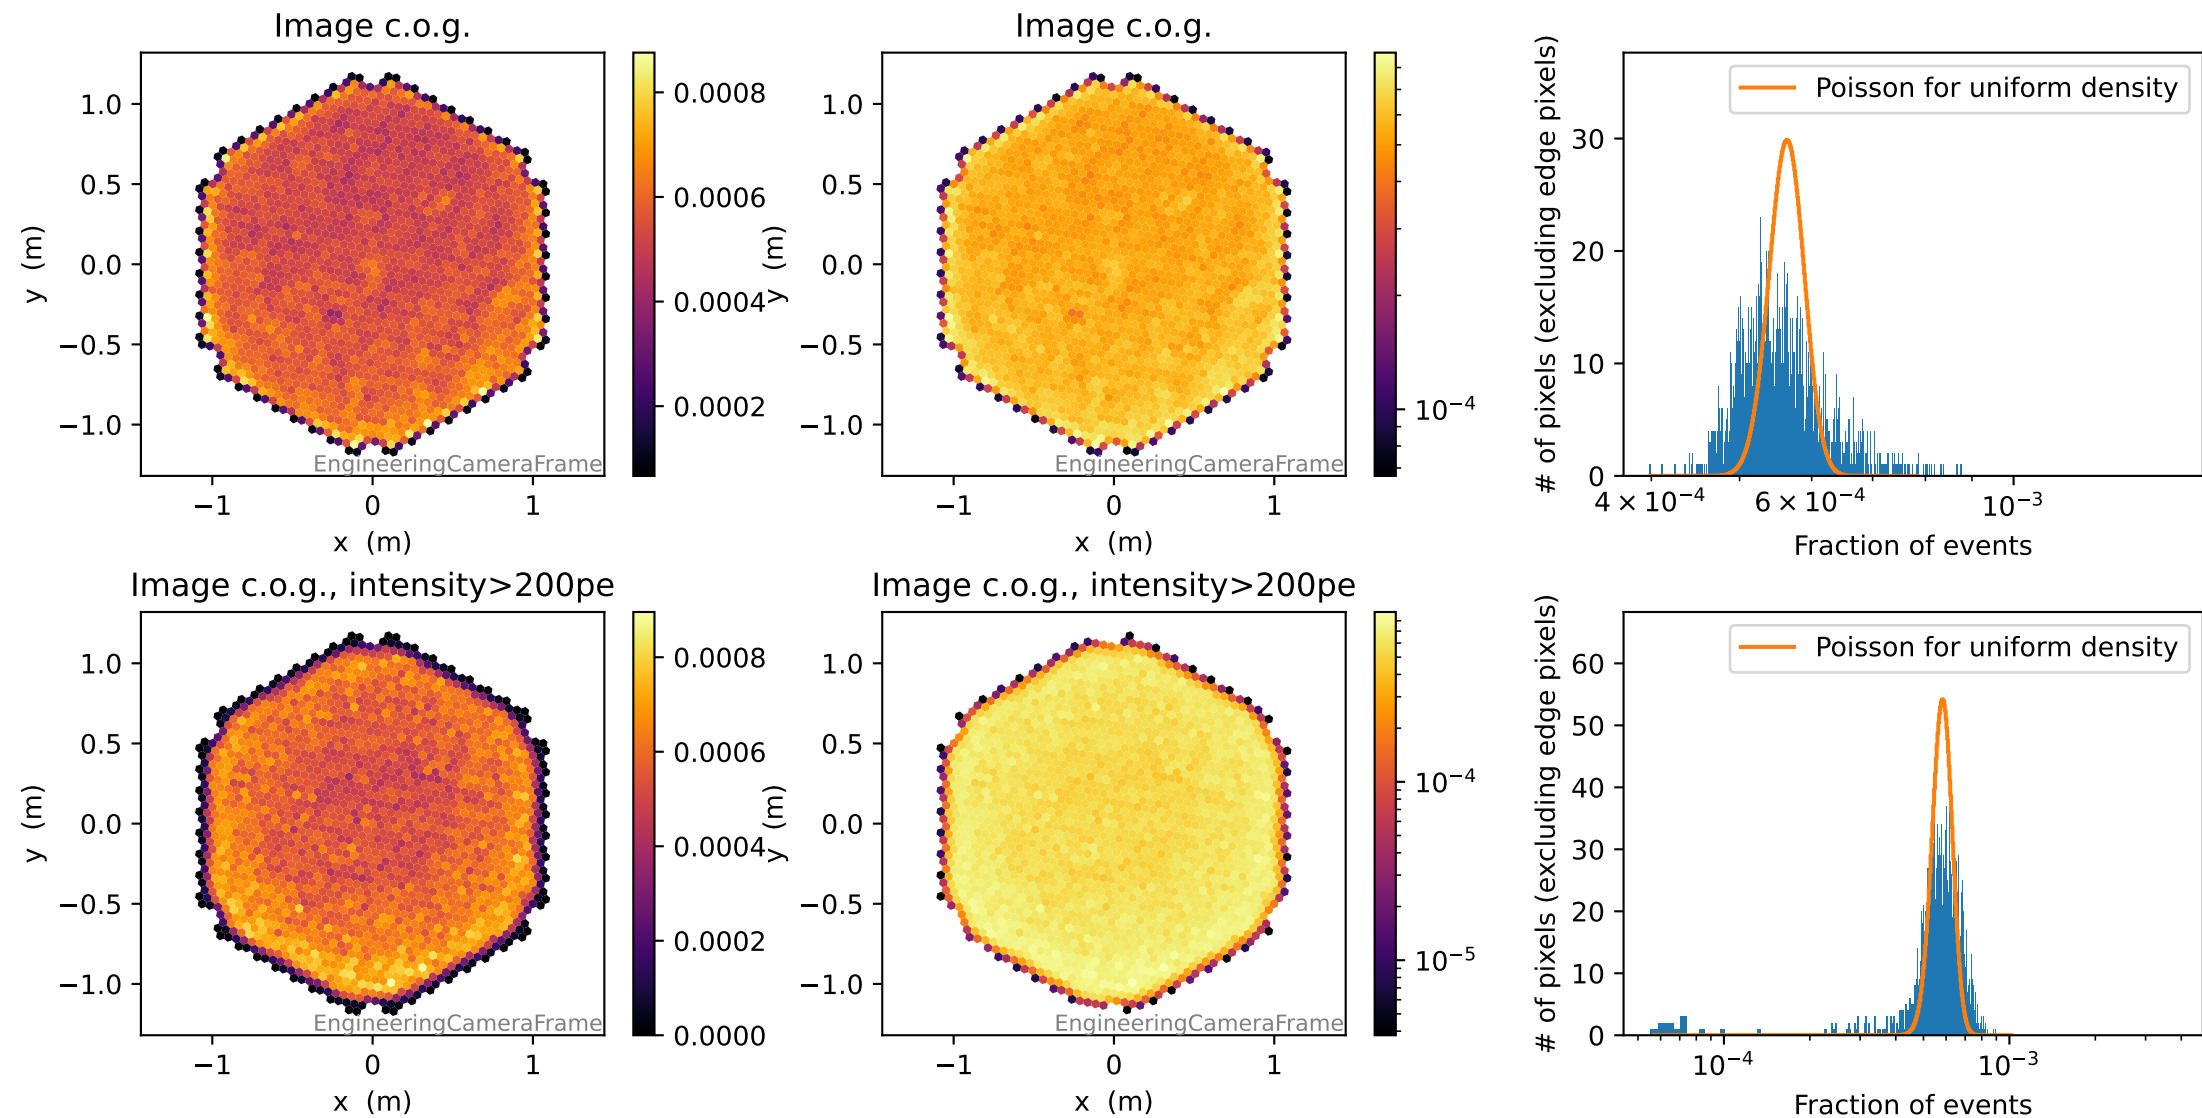 Image c.o.g.
1.0
0.5
0.0
−0.5
−1.0
y (m)
−1 0 1
x (m)
EngineeringCameraFrame
0.0008
0.0006
0.0004
0.0002
Image c.o.g.
1.0
0.5
0.0
−0.5
−1.0
y (m)
−1 0 1
x (m)
EngineeringCameraFrame
10⁻⁴
# of pixels (excluding edge pixels)
30
20
10
0
Poisson for uniform density
4 × 10⁻⁴ 6 × 10⁻⁴ 10⁻³
Fraction of events
Image c.o.g., intensity>200pe
1.0
0.5
0.0
−0.5
−1.0
y (m)
−1 0 1
x (m)
EngineeringCameraFrame
0.0008
0.0006
0.0004
0.0002
0.0000
Image c.o.g., intensity>200pe
1.0
0.5
0.0
−0.5
−1.0
y (m)
−1 0 1
x (m)
EngineeringCameraFrame
10⁻⁴
10⁻⁵
# of pixels (excluding edge pixels)
60
50
40
30
20
10
0
Poisson for uniform density
10⁻⁴ 10⁻³
Fraction of events